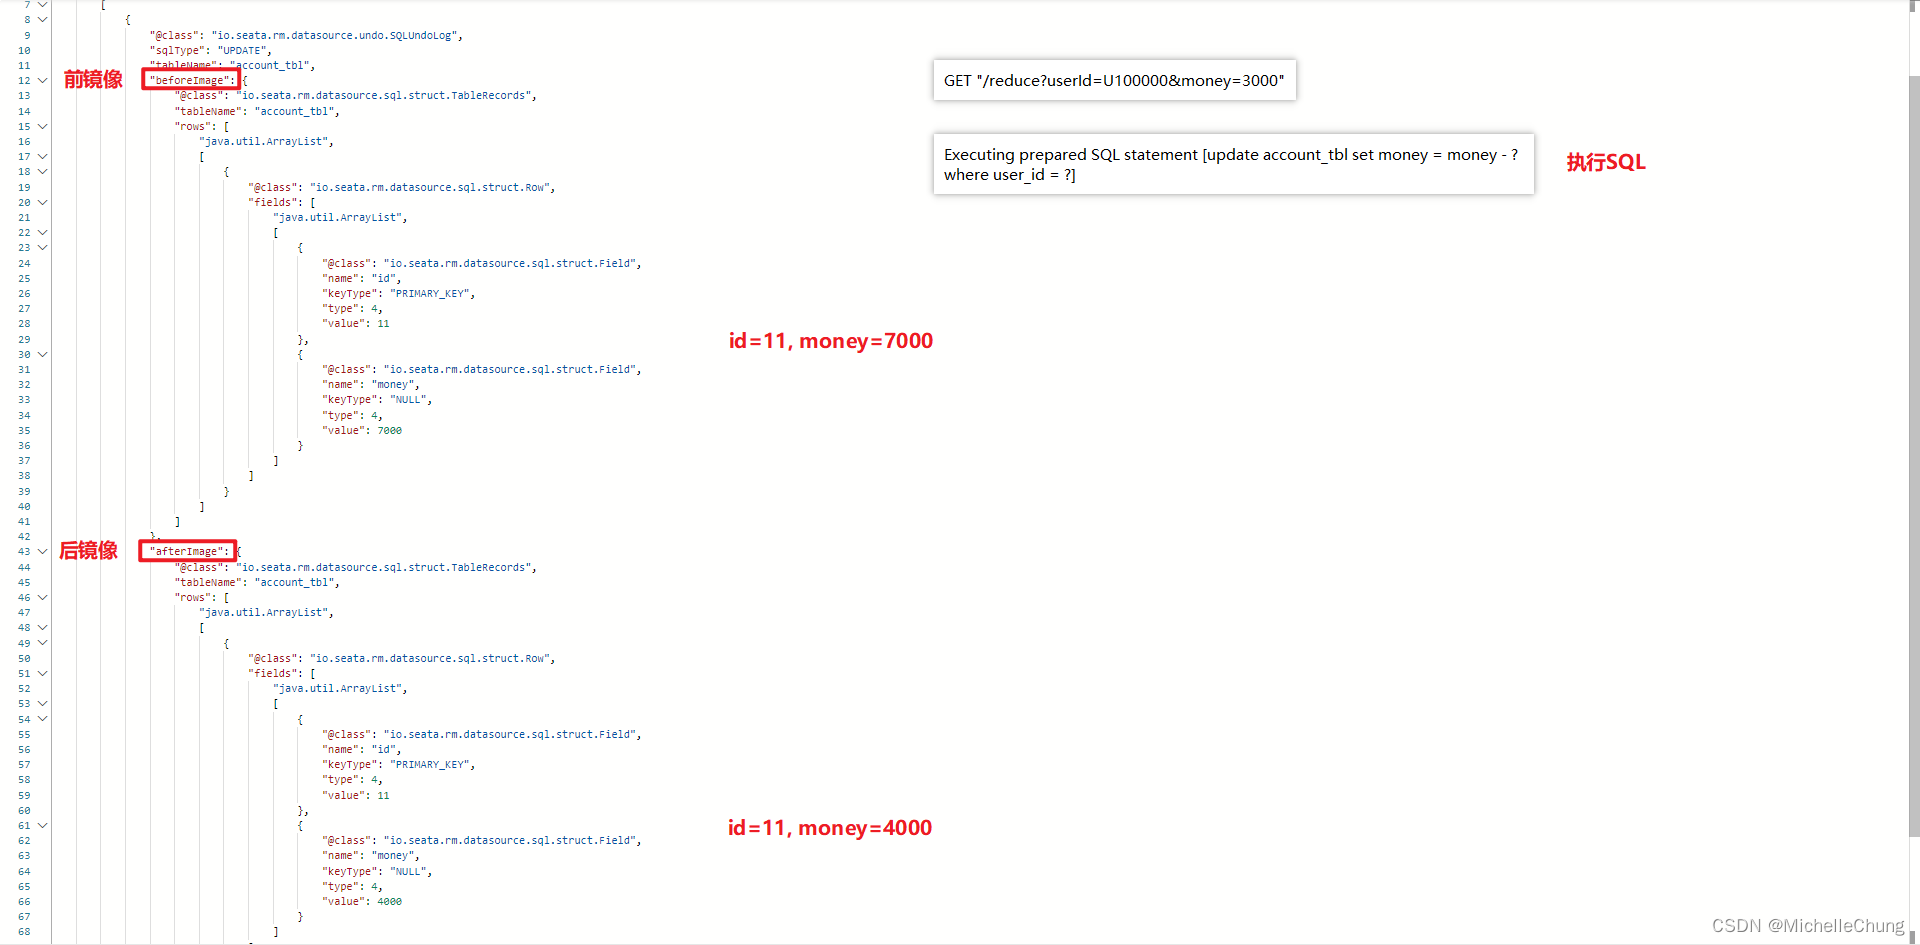 7 [
8 {
9 "@class": "io.seata.rm.datasource.undo.SQLUndoLog",
10 "sqlType": "UPDATE",
11 "tableName": "account_tbl",
前镜像
12 "beforeImage": {
13 "@class": "io.seata.rm.datasource.sql.struct.TableRecords",
14 "tableName": "account_tbl",
15 "rows": [
16 "java.util.ArrayList",
17 [
18 {
19 "@class": "io.seata.rm.datasource.sql.struct.Row",
20 "fields": [
21 "java.util.ArrayList",
22 [
23 {
24 "@class": "io.seata.rm.datasource.sql.struct.Field",
25 "name": "id",
26 "keyType": "PRIMARY_KEY",
27 "type": 4,
28 "value": 11
29 },
30 {
31 "@class": "io.seata.rm.datasource.sql.struct.Field",
32 "name": "money",
33 "keyType": "NULL",
34 "type": 4,
35 "value": 7000
36 }
37 ]
38 ]
39 }
40 ]
41 ]
42 },
后镜像
43 "afterImage": {
44 "@class": "io.seata.rm.datasource.sql.struct.TableRecords",
45 "tableName": "account_tbl",
46 "rows": [
47 "java.util.ArrayList",
48 [
49 {
50 "@class": "io.seata.rm.datasource.sql.struct.Row",
51 "fields": [
52 "java.util.ArrayList",
53 [
54 {
55 "@class": "io.seata.rm.datasource.sql.struct.Field",
56 "name": "id",
57 "keyType": "PRIMARY_KEY",
58 "type": 4,
59 "value": 11
60 },
61 {
62 "@class": "io.seata.rm.datasource.sql.struct.Field",
63 "name": "money",
64 "keyType": "NULL",
65 "type": 4,
66 "value": 4000
67 }
68 ]
GET "/reduce?userId=U100000&money=3000"
Executing prepared SQL statement [update account_tbl set money = money - ?
where user_id = ?]
执行SQL
id=11, money=7000
id=11, money=4000
CSDN @MichelleChung